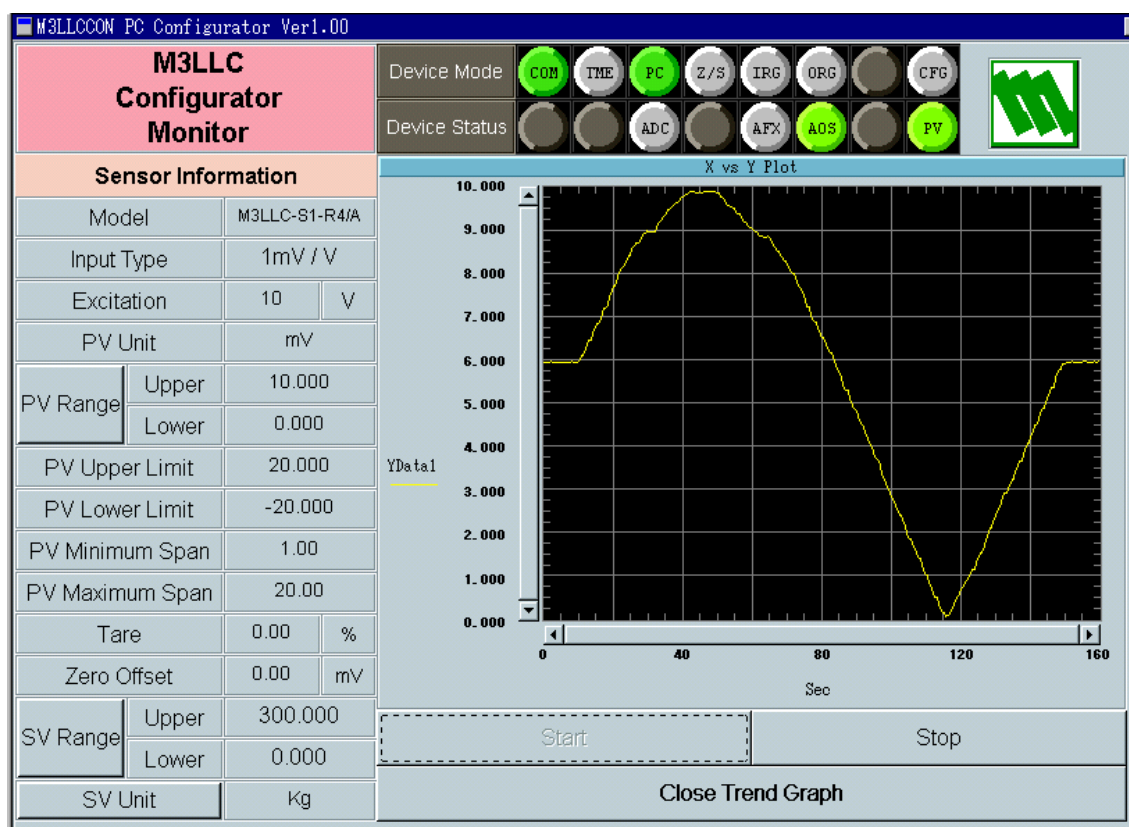 M3LLCCON PC Configurator Ver1.00
M3LLC
Configurator
Monitor
Device Mode COM TME PC Z/S IRG ORG CFG
Device Status ADC AFX AOS PV
Sensor Information
Model M3LLC-S1-R4/A
Input Type 1mV / V
Excitation 10 V
PV Unit mV
PV Range
Upper 10.000
Lower 0.000
PV Upper Limit 20.000
PV Lower Limit -20.000
PV Minimum Span 1.00
PV Maximum Span 20.00
Tare 0.00 %
Zero Offset 0.00 mV
SV Range
Upper 300.000
Lower 0.000
SV Unit Kg
X vs Y Plot
10.000
9.000
8.000
7.000
6.000
5.000
4.000
YData1
3.000
2.000
1.000
0.000
0 40 80 120 160
Sec
Start Stop
Close Trend Graph